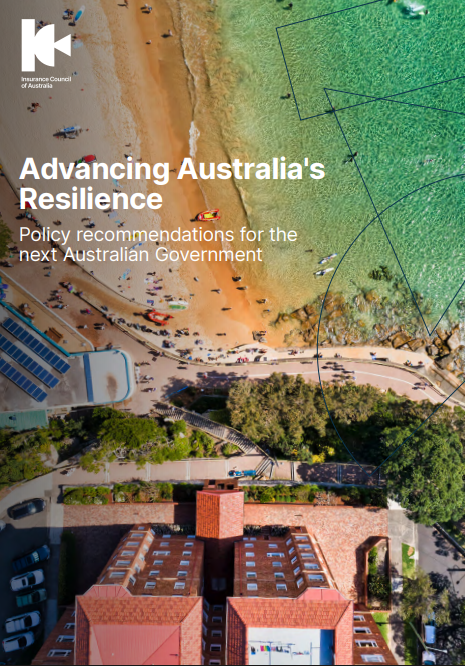 Insurance Council
of Australia
Advancing Australia's
Resilience
Policy recommendations for the
next Australian Government